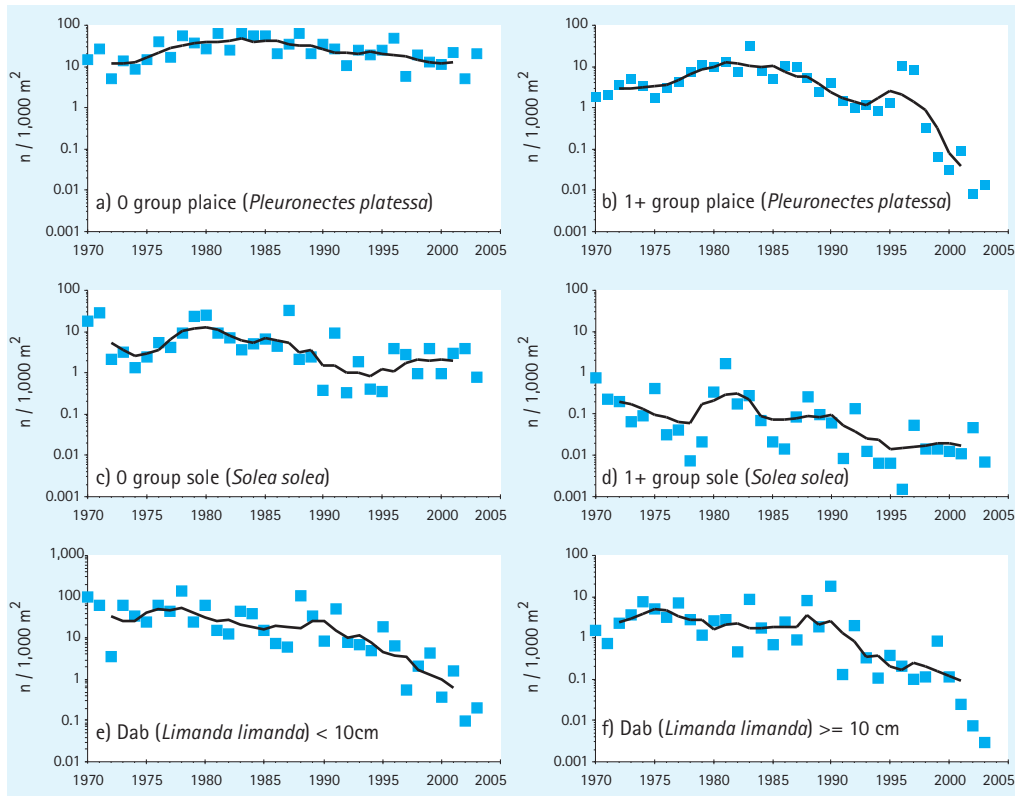 100
10
1
0.1
0.01
0.001
n / 1,000 m²
a) 0 group plaice (Pleuronectes platessa)
1970 1975 1980 1985 1990 1995 2000 2005
100
10
1
0.1
0.01
0.001
n / 1,000 m²
b) 1+ group plaice (Pleuronectes platessa)
1970 1975 1980 1985 1990 1995 2000 2005
100
10
1
0.1
0.01
0.001
n / 1,000 m²
c) 0 group sole (Solea solea)
1970 1975 1980 1985 1990 1995 2000 2005
100
10
1
0.1
0.01
0.001
n / 1,000 m²
d) 1+ group sole (Solea solea)
1970 1975 1980 1985 1990 1995 2000 2005
1,000
100
10
1
0.1
0.01
n / 1,000 m²
e) Dab (Limanda limanda) < 10cm
1970 1975 1980 1985 1990 1995 2000 2005
100
10
1
0.1
0.01
0.001
n / 1,000 m²
f) Dab (Limanda limanda) >= 10 cm
1970 1975 1980 1985 1990 1995 2000 2005